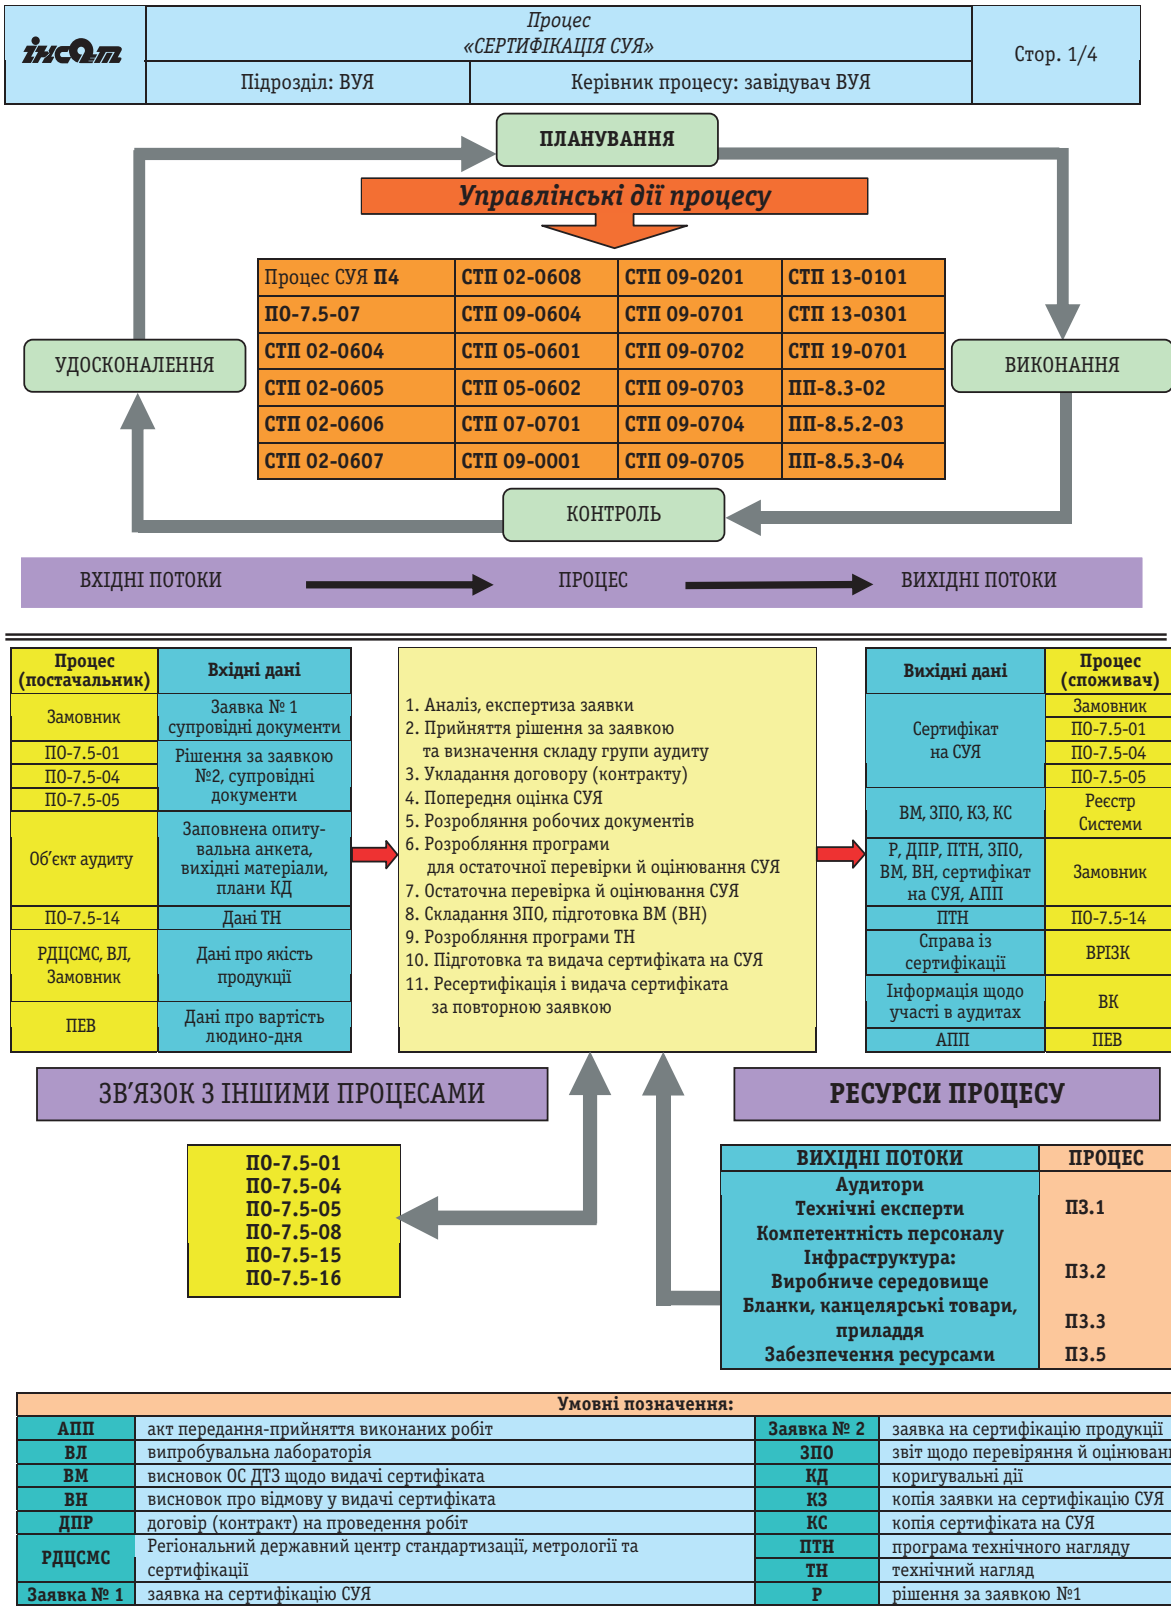 інсат
Процес
«СЕРТИФІКАЦІЯ СУЯ»
Стор. 1/4
Підрозділ: ВУЯ
Керівник процесу: завідувач ВУЯ
ПЛАНУВАННЯ
Управлінські дії процесу
Процес СУЯ П4 СТП 02-0608 СТП 09-0201 СТП 13-0101
ПО-7.5-07 СТП 09-0604 СТП 09-0701 СТП 13-0301
СТП 02-0604 СТП 05-0601 СТП 09-0702 СТП 19-0701
СТП 02-0605 СТП 05-0602 СТП 09-0703 ПП-8.3-02
СТП 02-0606 СТП 07-0701 СТП 09-0704 ПП-8.5.2-03
СТП 02-0607 СТП 09-0001 СТП 09-0705 ПП-8.5.3-04
УДОСКОНАЛЕННЯ
ВИКОНАННЯ
КОНТРОЛЬ
ВХІДНІ ПОТОКИ ПРОЦЕС ВИХІДНІ ПОТОКИ
Процес
(постачальник)
Вхідні дані
Замовник
Заявка № 1
супровідні документи
ПО-7.5-01
ПО-7.5-04
ПО-7.5-05
Рішення за заявкою
№2, супровідні
документи
Об’єкт аудиту
Заповнена опиту-
вальна анкета,
вихідні матеріали,
плани КД
ПО-7.5-14
Дані ТН
РДЦСМС, ВЛ,
Замовник
Дані про якість
продукції
ПЕВ
Дані про вартість
людино-дня
1. Аналіз, експертиза заявки
2. Прийняття рішення за заявкою
та визначення складу групи аудиту
3. Укладання договору (контракту)
4. Попередня оцінка СУЯ
5. Розробляння робочих документів
6. Розробляння програми
для остаточної перевірки й оцінювання СУЯ
7. Остаточна перевірка й оцінювання СУЯ
8. Складання ЗПО, підготовка ВМ (ВН)
9. Розробляння програми ТН
10. Підготовка та видача сертифіката на СУЯ
11. Ресертифікація і видача сертифіката
за повторною заявкою
Вихідні дані
Процес
(споживач)
Сертифікат
на СУЯ
Замовник
ПО-7.5-01
ПО-7.5-04
ПО-7.5-05
ВМ, ЗПО, КЗ, КС
Реєстр
Системи
Р, ДПР, ПТН, ЗПО,
ВМ, ВН, сертифікат
на СУЯ, АПП
Замовник
ПТН
ПО-7.5-14
Справа із
сертифікації
ВРІЗК
Інформація щодо
участі в аудитах
ВК
АПП
ПЕВ
ЗВ’ЯЗОК З ІНШИМИ ПРОЦЕСАМИ
РЕСУРСИ ПРОЦЕСУ
ПО-7.5-01
ПО-7.5-04
ПО-7.5-05
ПО-7.5-08
ПО-7.5-15
ПО-7.5-16
ВИХІДНІ ПОТОКИ ПРОЦЕС
Аудитори
Технічні експерти П3.1
Компетентність персоналу
Інфраструктура:
П3.2
Виробниче середовище
Бланки, канцелярські товари,
приладдя
П3.3
Забезпечення ресурсами П3.5
Умовні позначення:
АПП акт передання-прийняття виконаних робіт
ВЛ випробувальна лабораторія
ВМ висновок ОС ДТЗ щодо видачі сертифіката
ВН висновок про відмову у видачі сертифіката
ДПР договір (контракт) на проведення робіт
РДЦСМС Регіональний державний центр стандартизації, метрології та
сертифікації
Заявка № 1 заявка на сертифікацію СУЯ
Заявка № 2 заявка на сертифікацію продукції
ЗПО звіт щодо перевіряння й оцінюванн
КД коригувальні дії
КЗ копія заявки на сертифікацію СУЯ
КС копія сертифіката на СУЯ
ПТН програма технічного нагляду
ТН технічний нагляд
Р рішення за заявкою №1